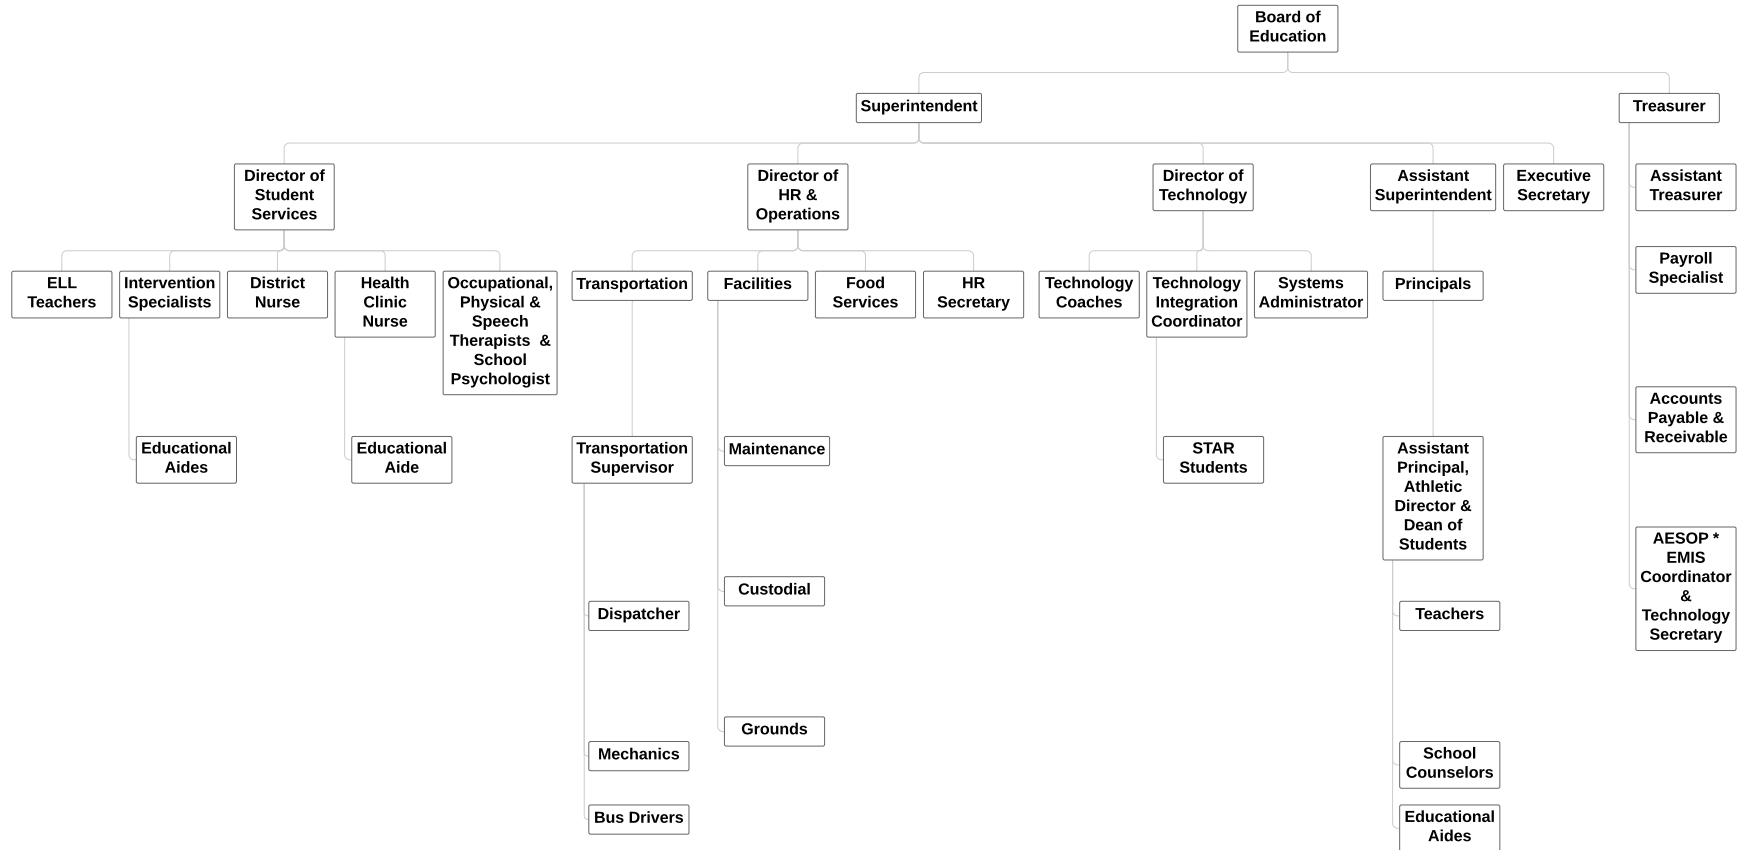 Board of
Education
Superintendent
Treasurer
Director of
Student
Services
Director of
HR &
Operations
Director of
Technology
Assistant
Superintendent
Executive
Secretary
Assistant
Treasurer
ELL
Teachers
Intervention
Specialists
District
Nurse
Health
Clinic
Nurse
Occupational,
Physical &
Speech
Therapists &
School
Psychologist
Transportation
Facilities
Food
Services
HR
Secretary
Technology
Coaches
Technology
Integration
Coordinator
Systems
Administrator
Principals
Payroll
Specialist
Accounts
Payable &
Receivable
Educational
Aides
Educational
Aide
Transportation
Supervisor
Maintenance
STAR
Students
Assistant
Principal,
Athletic
Director &
Dean of
Students
AESOP *
EMIS
Coordinator
&
Technology
Secretary
Custodial
Dispatcher
Teachers
Grounds
Mechanics
School
Counselors
Bus Drivers
Educational
Aides